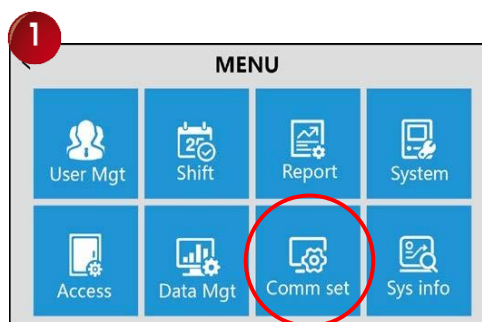 1
MENU
User Mgt
Shift
Report
System
Access
Data Mgt
Comm set
Sys info